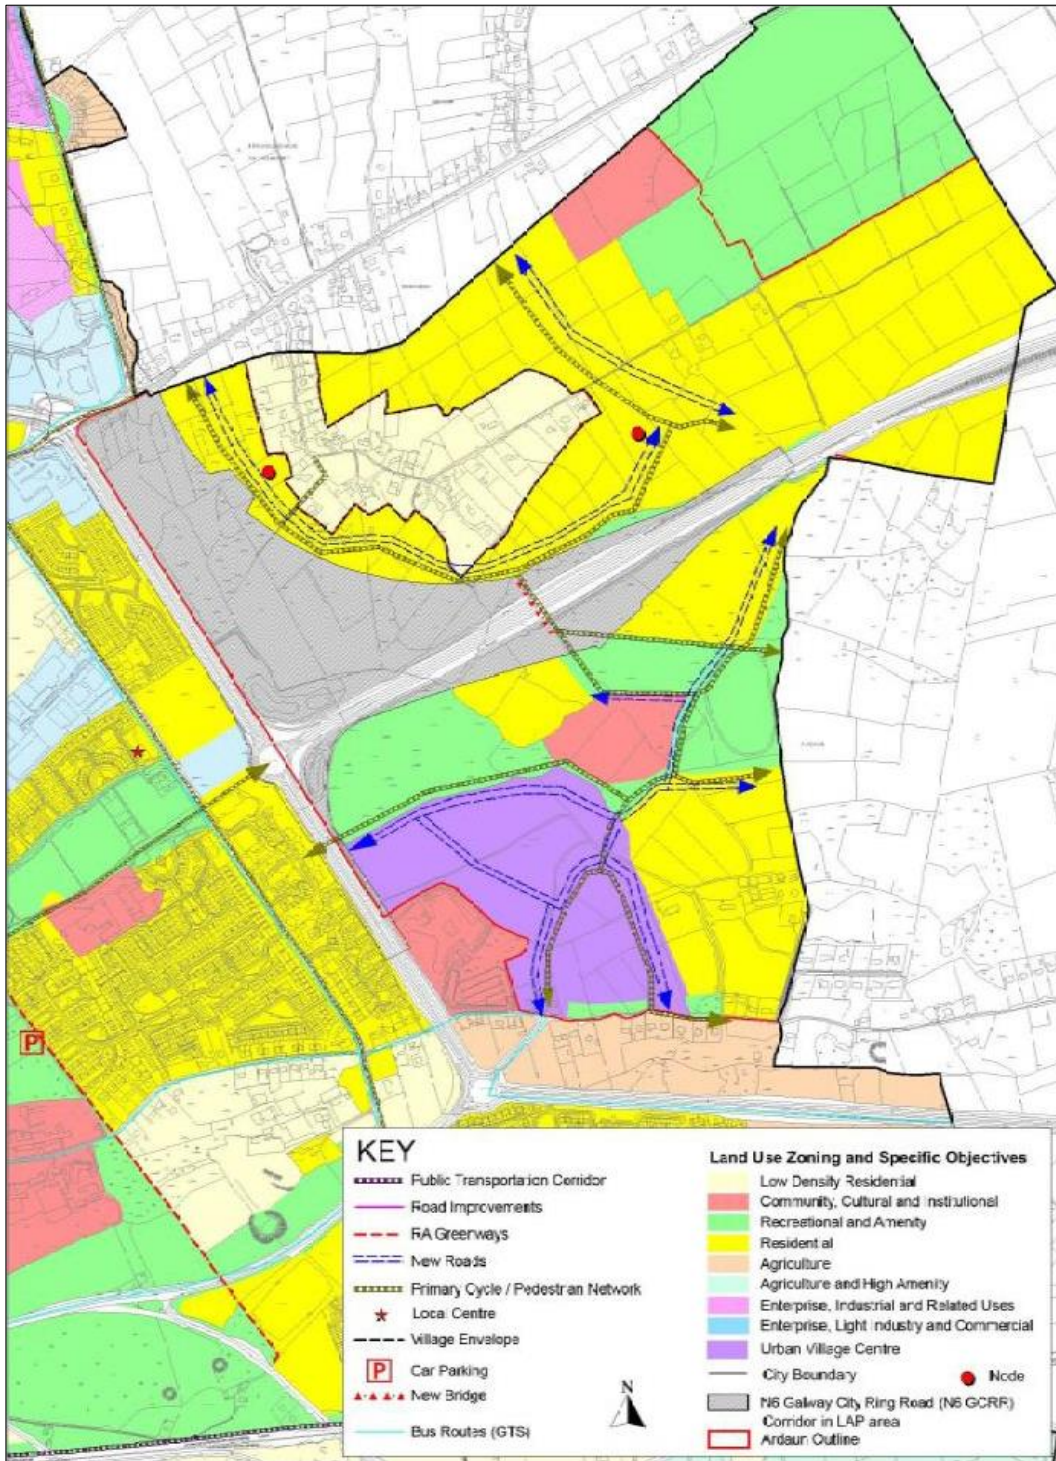 P
KEY
Public Transportation Corridor
Road Improvements
RA Greenways
New Roads
Primary Cycle / Pedestrian Network
Local Centre
Village Envelope
P Car Parking
New Bridge
Bus Routes (GTS)
N
Land Use Zoning and Specific Objectives
Low Density Residential
Community, Cultural and Institutional
Recreational and Amenity
Residential
Agriculture
Agriculture and High Amenity
Enterprise, Industrial and Related Uses
Enterprise, Light Industry and Commercial
Urban Village Centre
City Boundary
Node
N6 Galway City Ring Road (N6 GCRR)
Corridor in LAP area
Ardaun Outline